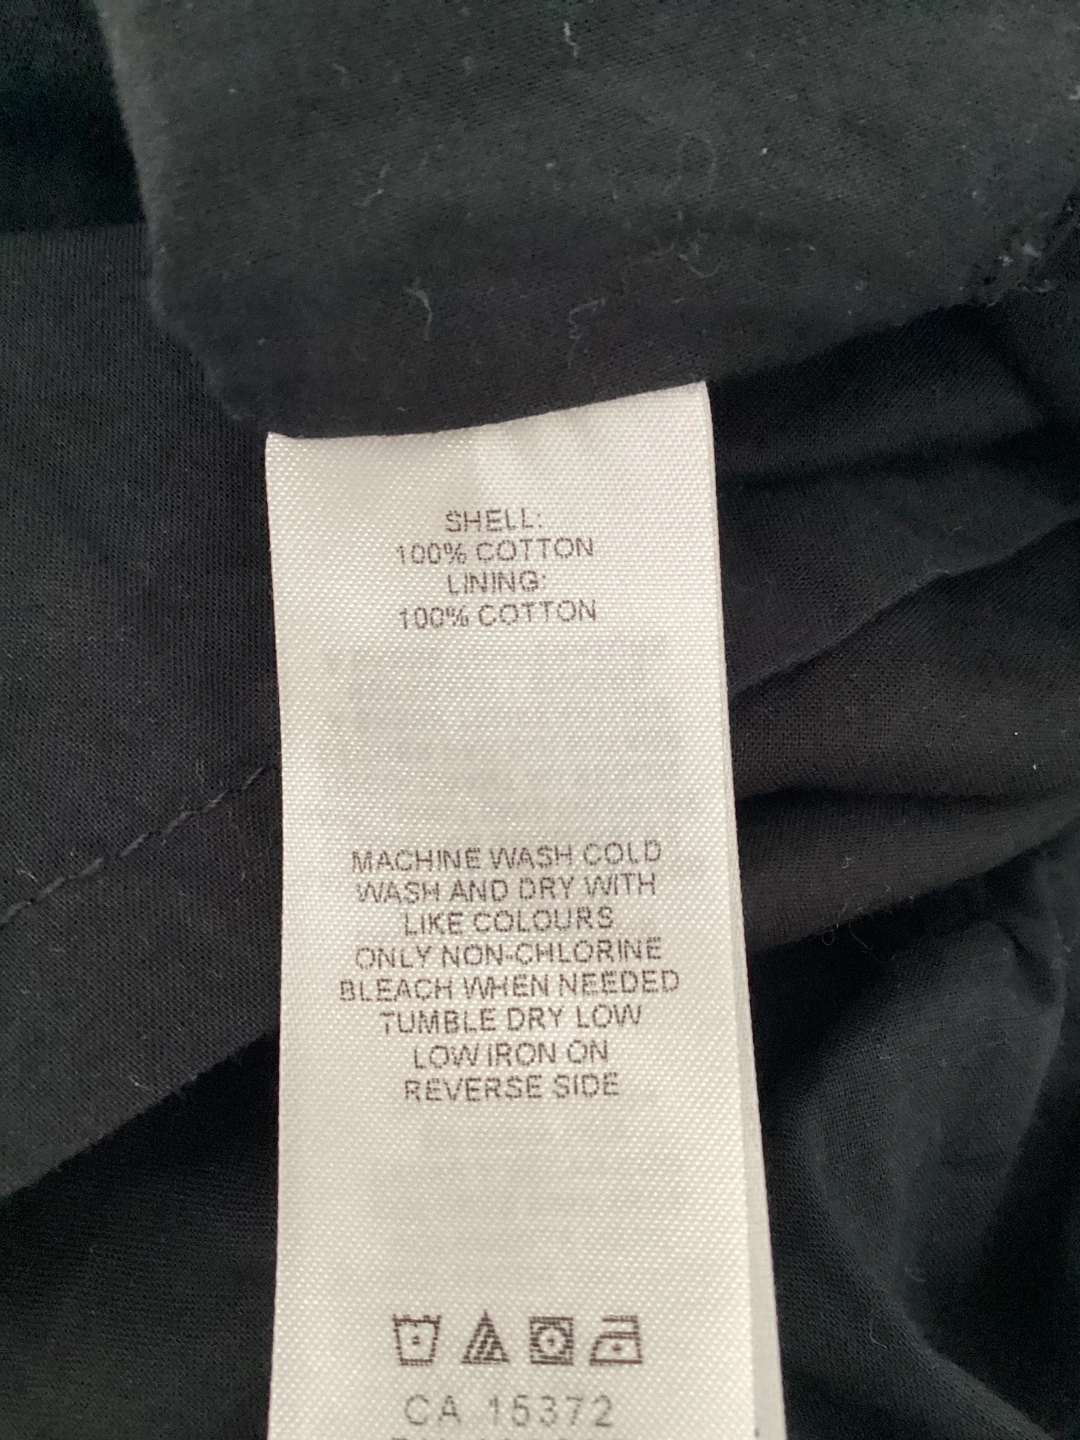 SHELL:
100% COTTON
LINING:
100% COTTON
MACHINE WASH COLD
WASH AND DRY WITH
LIKE COLOURS
ONLY NON-CHLORINE
BLEACH WHEN NEEDED
TUMBLE DRY LOW
LOW IRON ON
REVERSE SIDE
CA 15372